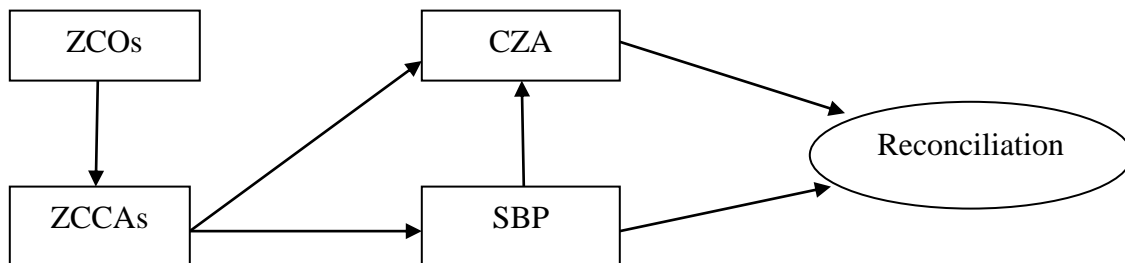 ZCOs
CZA
Reconciliation
ZCCAs
SBP